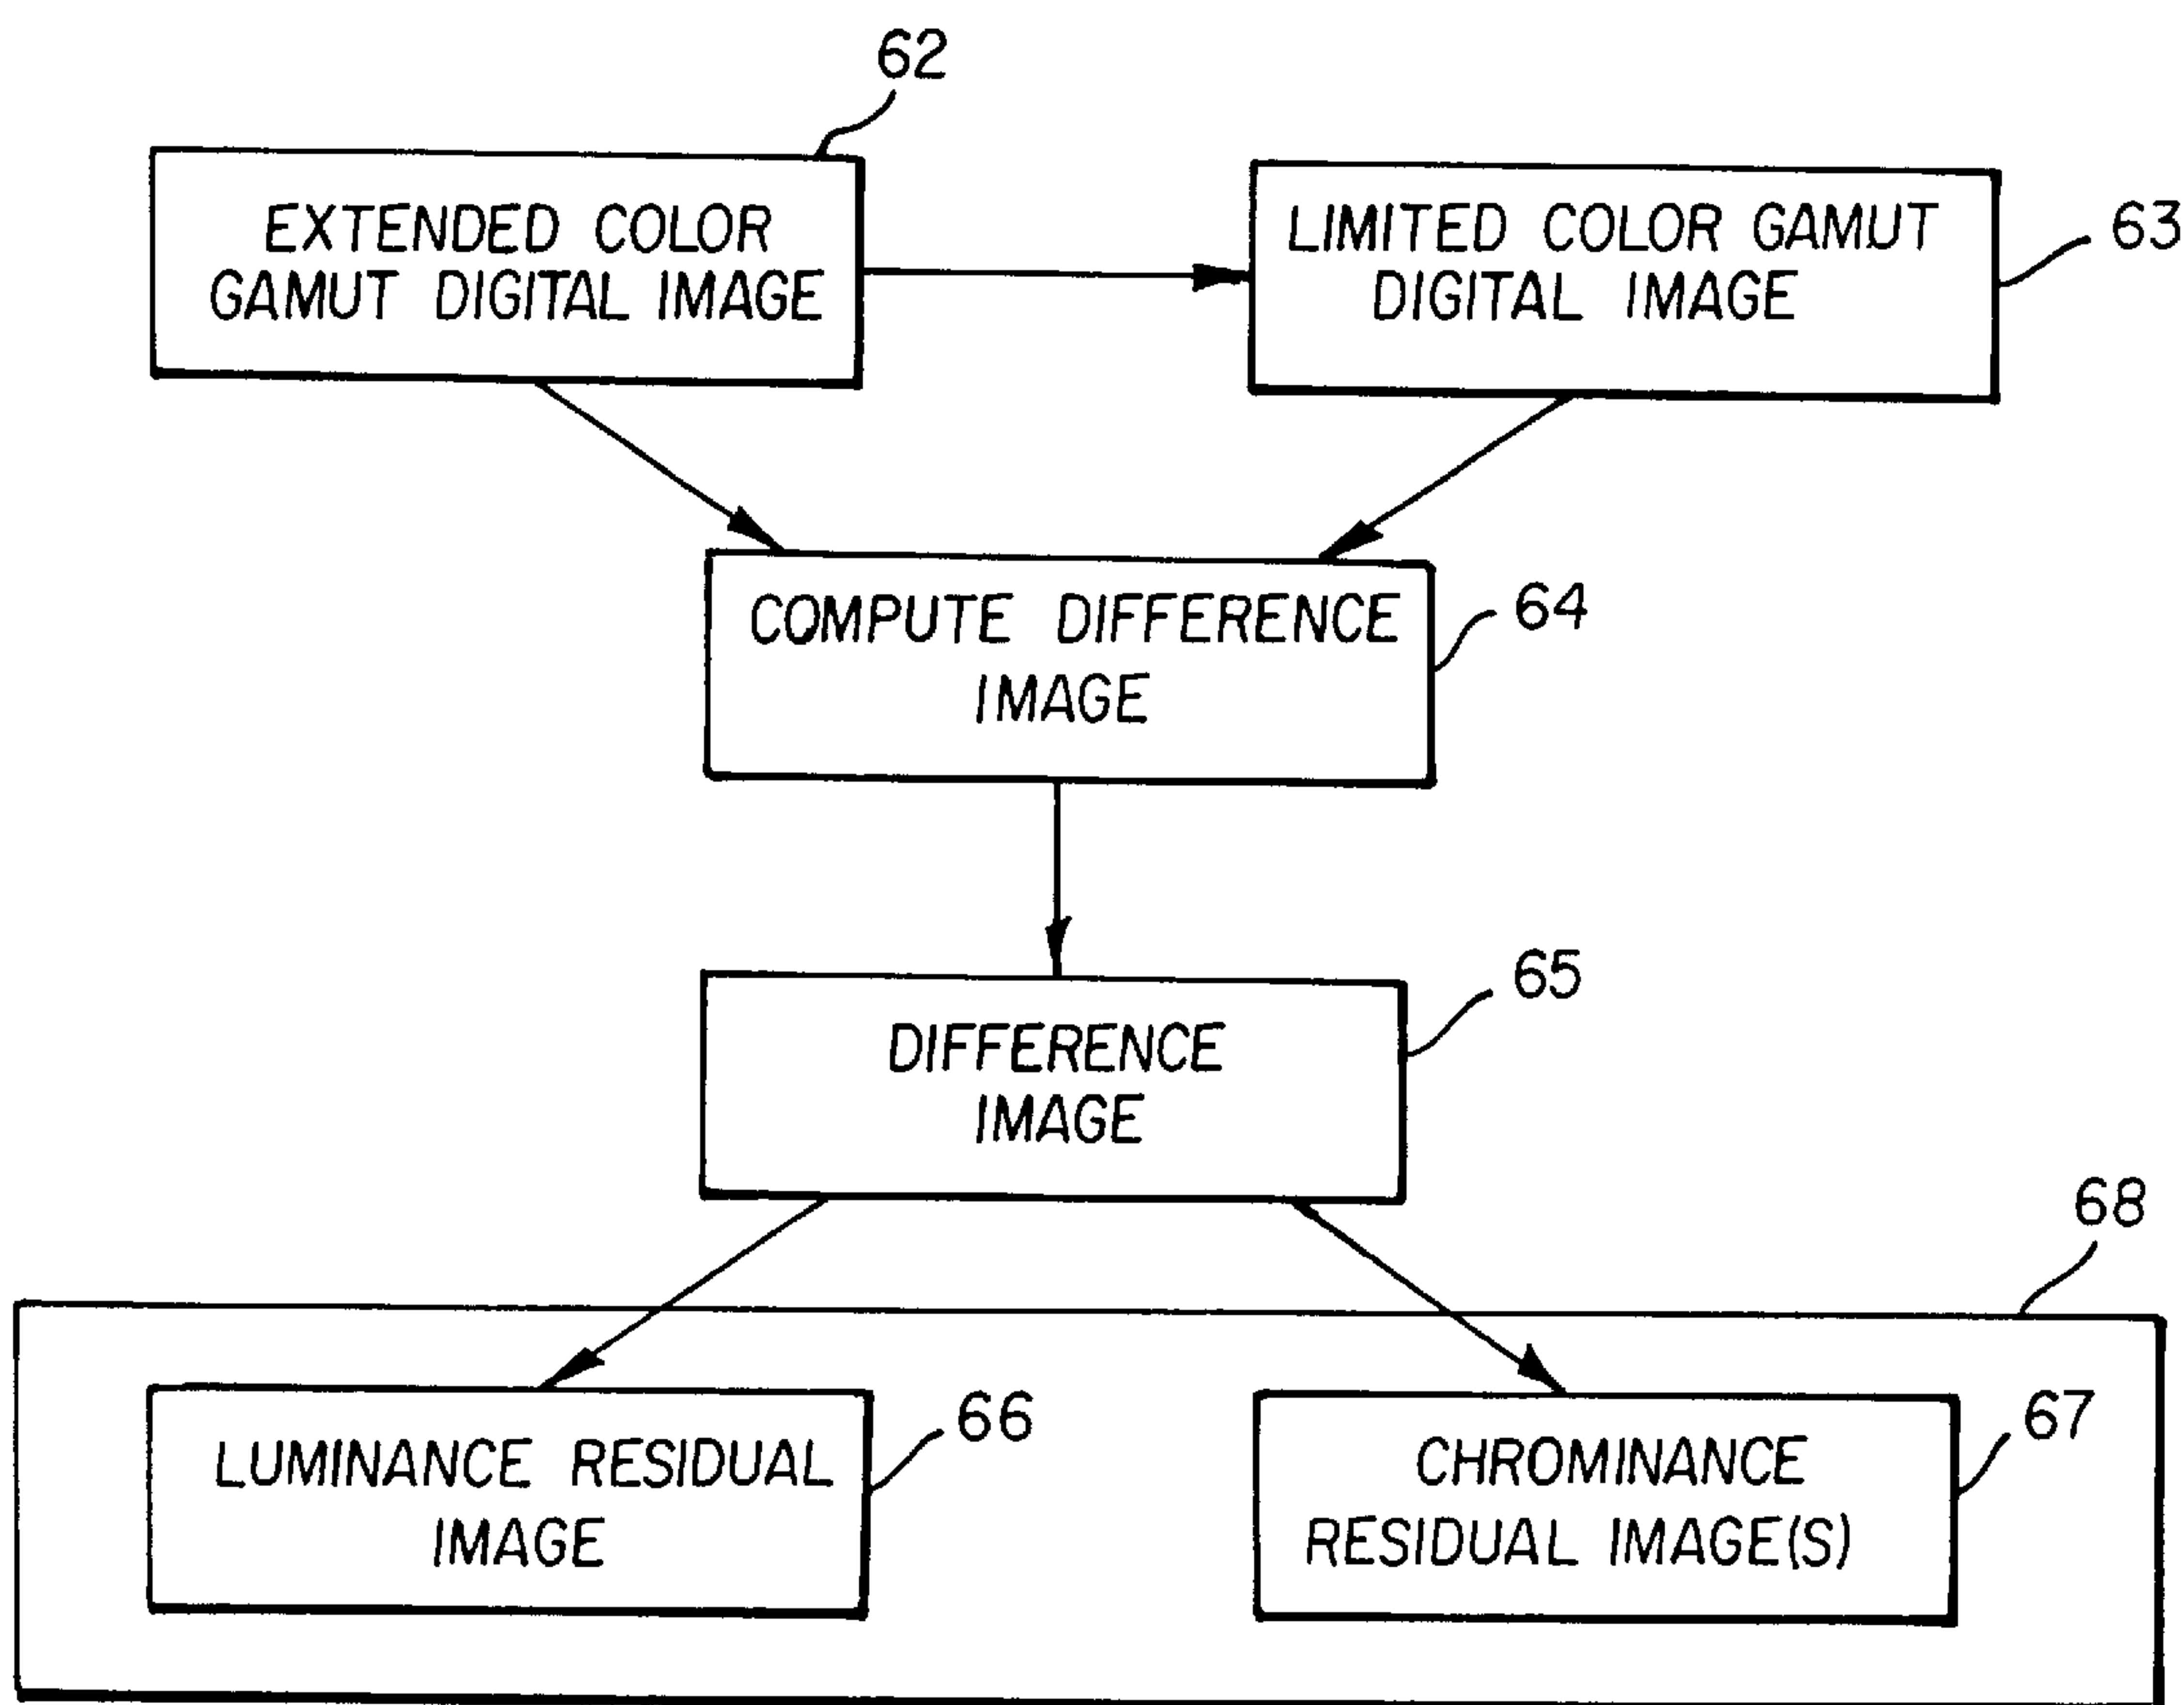 62
EXTENDED COLOR
GAMUT DIGITAL IMAGE
LIMITED COLOR GAMUT
DIGITAL IMAGE
63
COMPUTE DIFFERENCE
IMAGE
64
DIFFERENCE
IMAGE
65
68
LUMINANCE RESIDUAL
IMAGE
66
CHROMINANCE
RESIDUAL IMAGE(S)
67